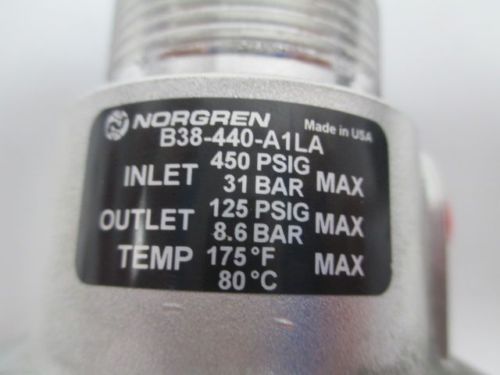 NORGREN Made in USA
B38-440-A1LA
INLET 450 PSIG 31 BAR MAX
OUTLET 125 PSIG 8.6 BAR MAX
TEMP 175°F 80°C MAX